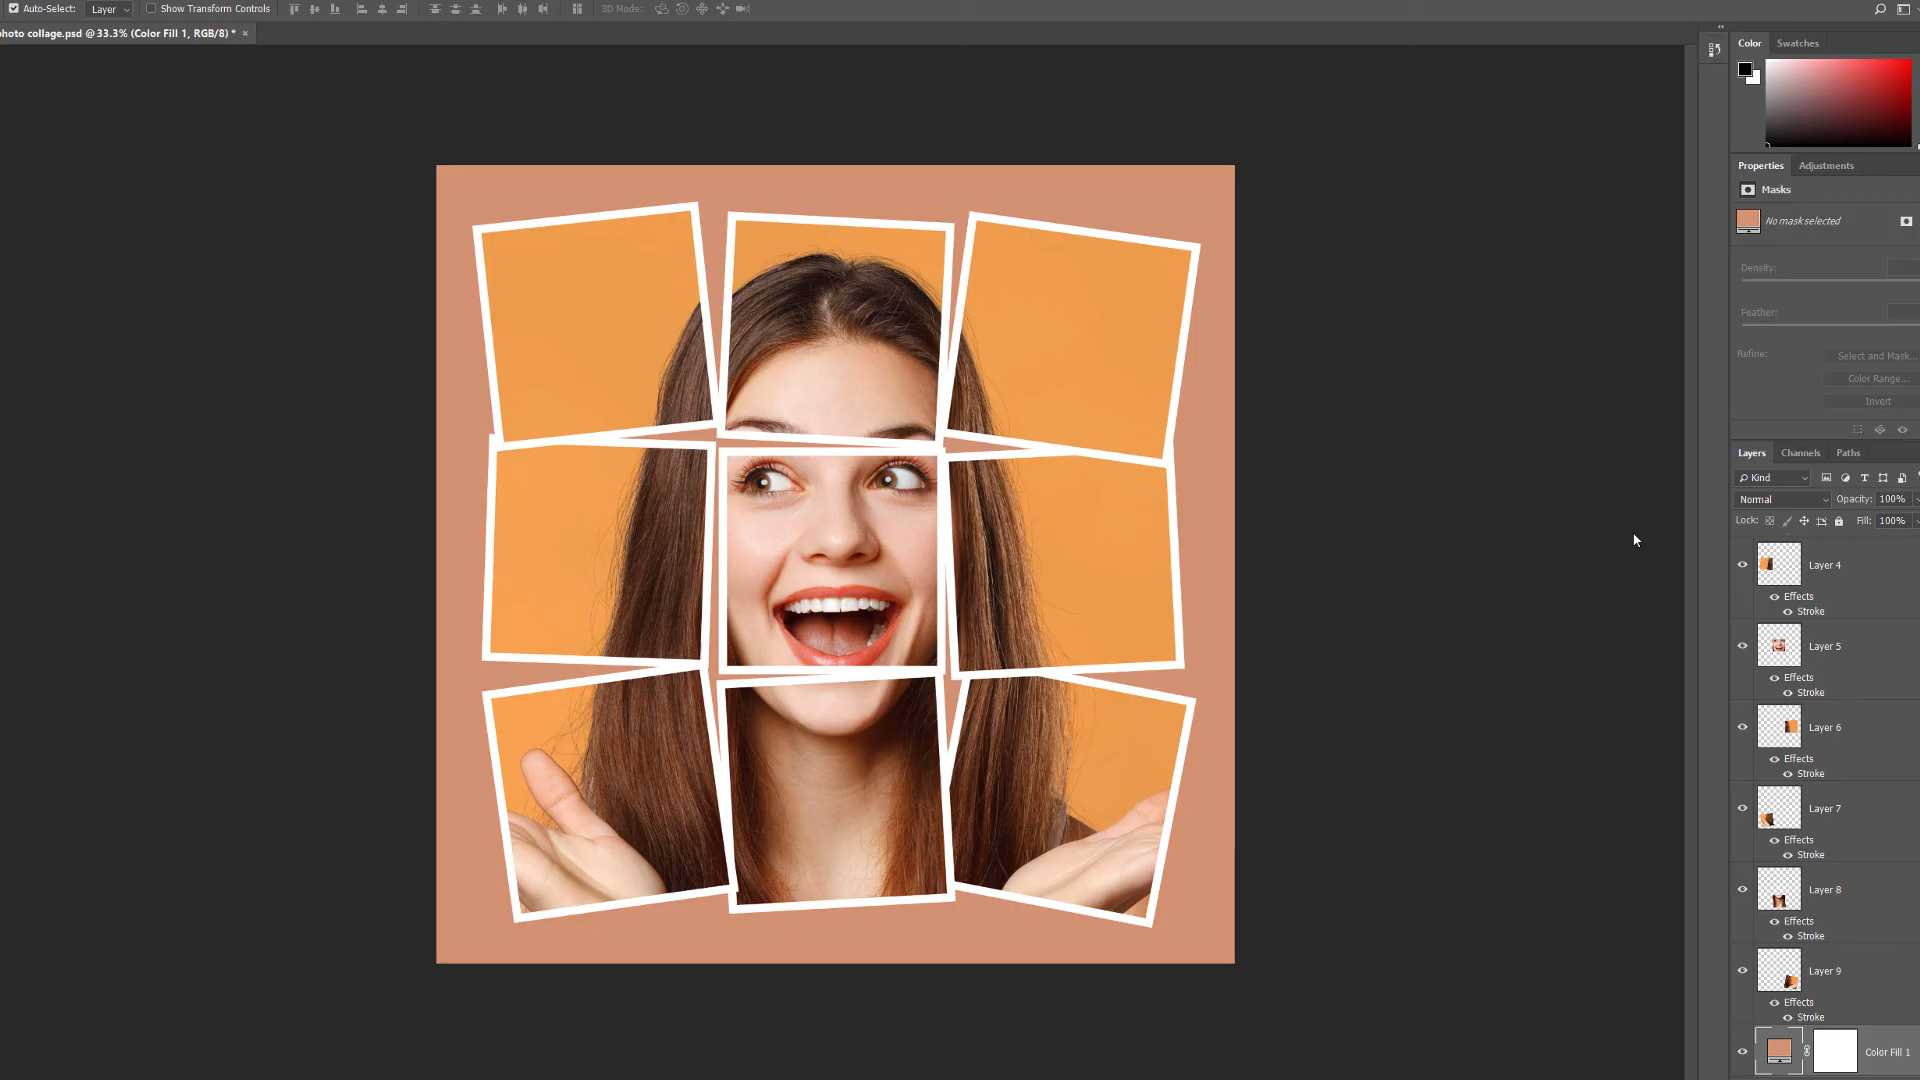 Auto-Select: Layer Show Transform Controls 3D Mode:
photo collage.psd @ 33.3% (Color Fill 1, RGB/8) * ×
Color Swatches
Properties Adjustments
Masks
No mask selected
Density:
Feather:
Refine: Select and Mask...
Color Range...
Invert
Layers Channels Paths
Kind
Normal Opacity: 100%
Lock: Fill: 100%
Layer 4
Effects
Stroke
Layer 5
Effects
Stroke
Layer 6
Effects
Stroke
Layer 7
Effects
Stroke
Layer 8
Effects
Stroke
Layer 9
Effects
Stroke
Color Fill 1